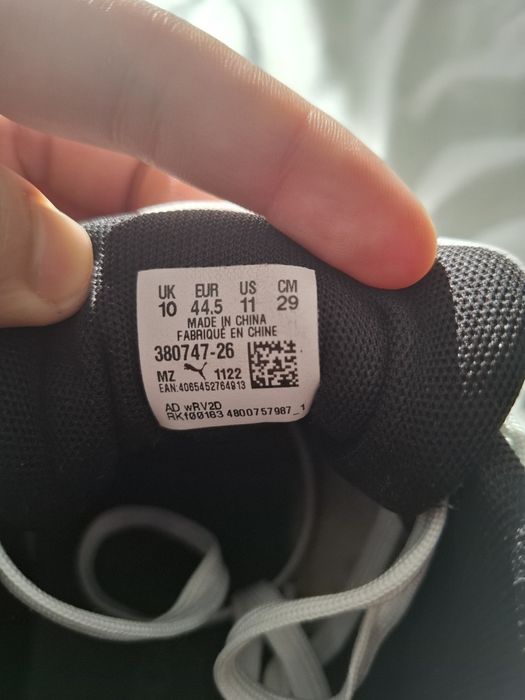 UK EUR US CM
10 44.5 11 29
MADE IN CHINA
FABRIQUÉ EN CHINE
380747-26
MZ 1122
EAN:4065452764913
AD wRV2D
RKf00163 4800757987_1